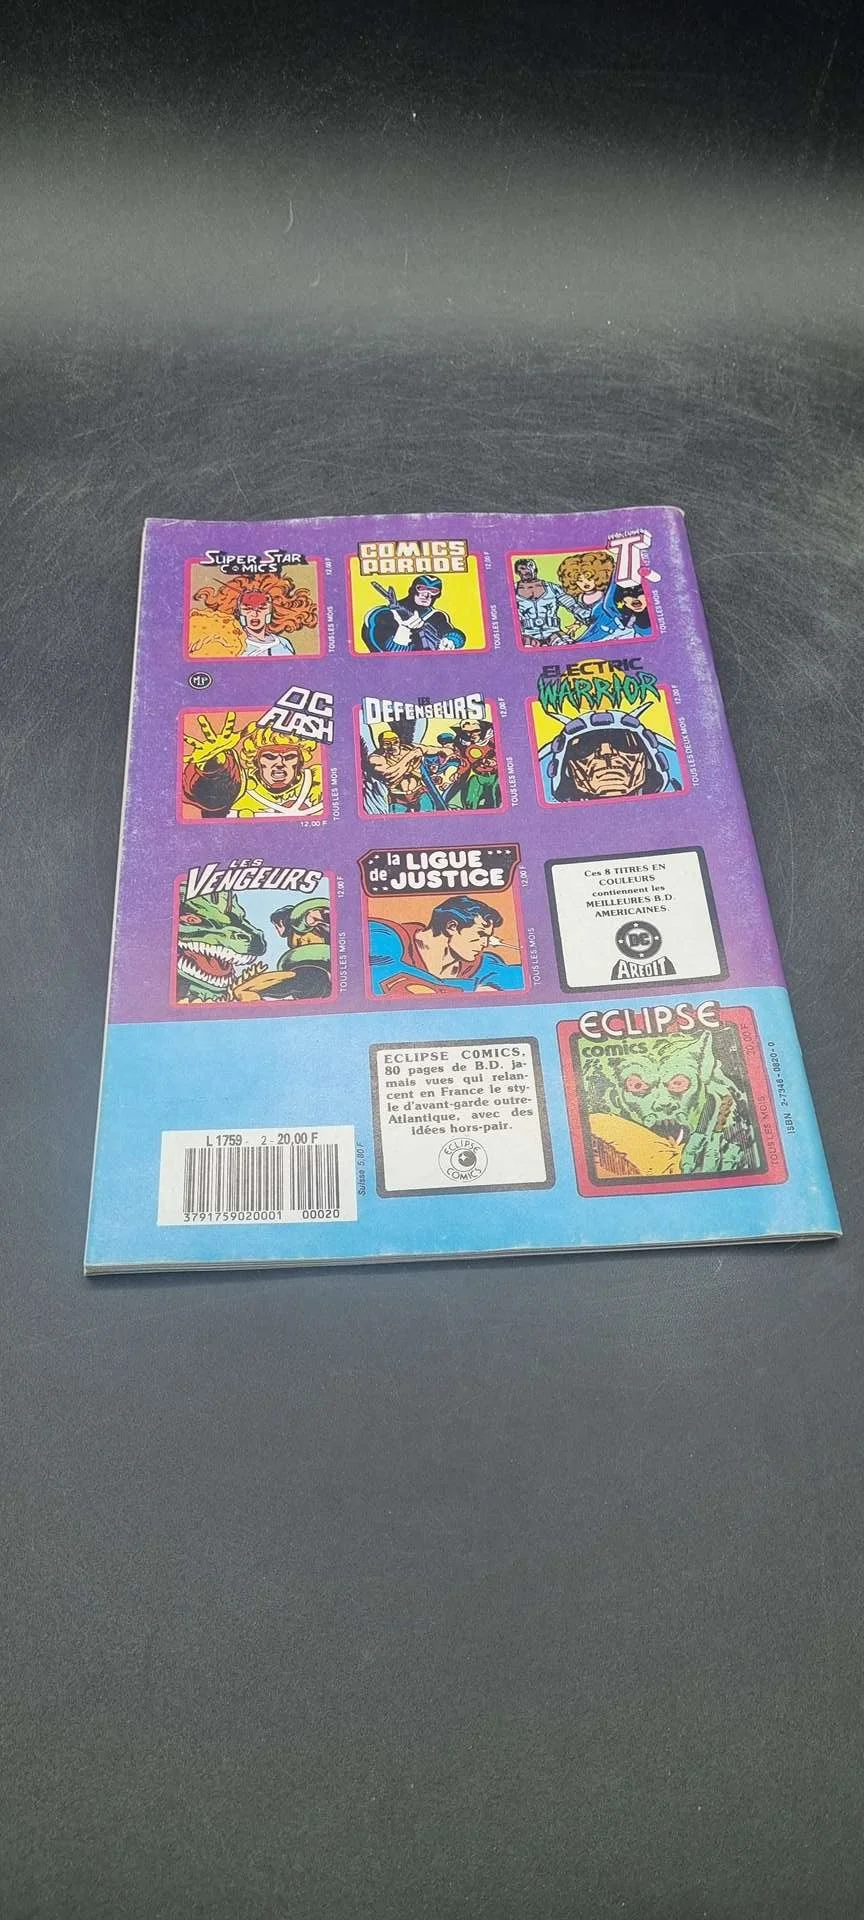 SUPER STAR
COMICS
12,00 F
TOUS LES MOIS
COMICS
PARADE
12,00 F
TOUS LES MOIS
T
12,00 F
TOUS LES MOIS
DC
FLASH
12,00 F
TOUS LES MOIS
LES
DEFENSEURS
12,00 F
TOUS LES MOIS
ELECTRIC
WARRIOR
12,00 F
TOUS LES DEUX MOIS
LES
VENGEURS
12,00 F
TOUS LES MOIS
la LIGUE
de JUSTICE
12,00 F
TOUS LES MOIS
Ces 8 TITRES EN
COULEURS
contiennent les
MEILLEURES B.D.
AMERICAINES.
DC
AREDIT
ECLIPSE COMICS,
80 pages de B.D. ja-
mais vues qui relan-
cent en France le sty-
le d'avant-garde outre-
Atlantique, avec des
idées hors-pair.
ECLIPSE
COMICS
ECLIPSE
comics
20,00 F
TOUS LES MOIS
ISBN 2-7348-0820-0
L 1759 - 2 - 20,00 F
3791759020001 00020
Suisse 5,80 F